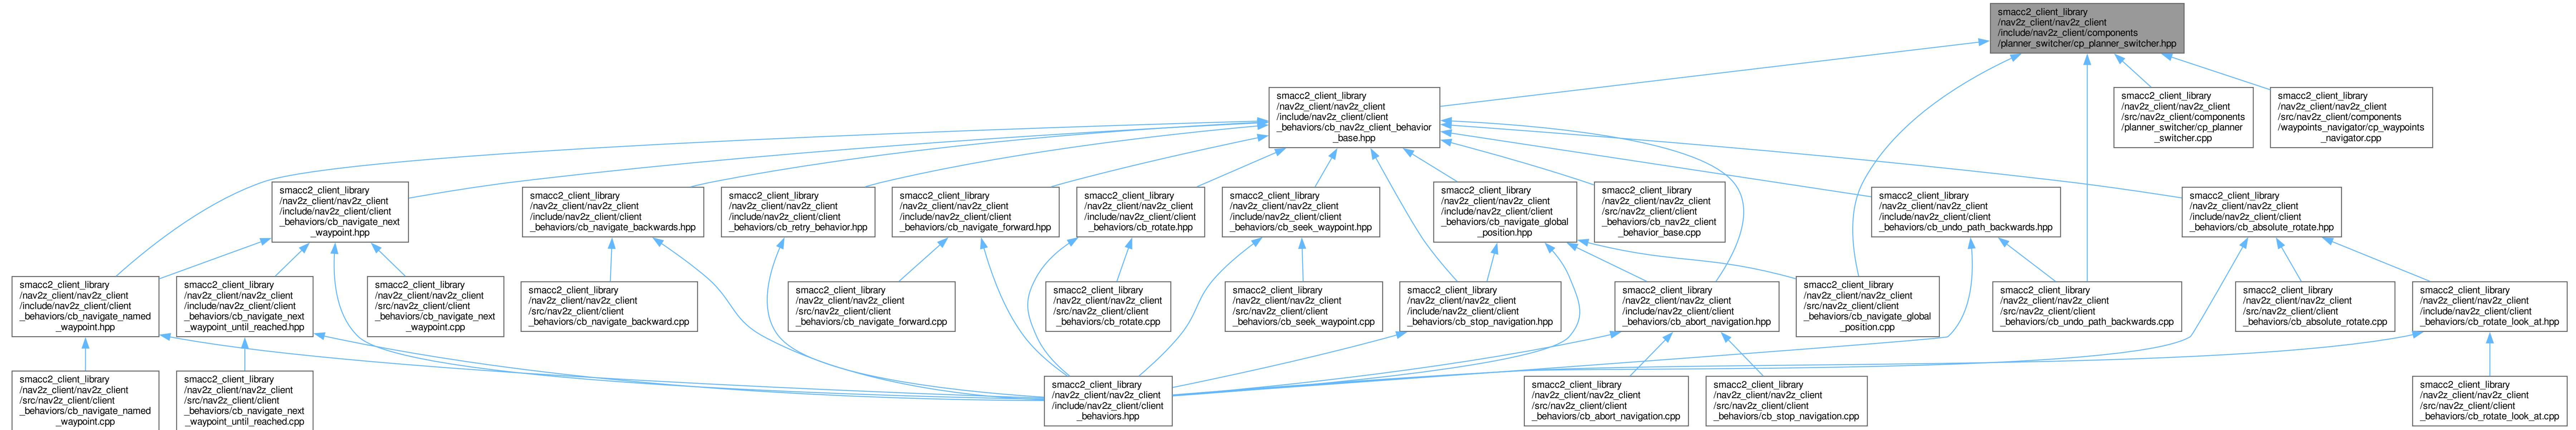 smacc2_client_library
/nav2z_client/nav2z_client
/include/nav2z_client/components
/planner_switcher/cp_planner_switcher.hpp
smacc2_client_library
/nav2z_client/nav2z_client
/include/nav2z_client/client
_behaviors/cb_nav2z_client_behavior
_base.hpp
smacc2_client_library
/nav2z_client/nav2z_client
/src/nav2z_client/components
/planner_switcher/cp_planner
_switcher.cpp
smacc2_client_library
/nav2z_client/nav2z_client
/src/nav2z_client/components
/waypoints_navigator/cp_waypoints
_navigator.cpp
smacc2_client_library
/nav2z_client/nav2z_client
/include/nav2z_client/client
_behaviors/cb_navigate_next
_waypoint.hpp
smacc2_client_library
/nav2z_client/nav2z_client
/include/nav2z_client/client
_behaviors/cb_navigate_backwards.hpp
smacc2_client_library
/nav2z_client/nav2z_client
/include/nav2z_client/client
_behaviors/cb_retry_behavior.hpp
smacc2_client_library
/nav2z_client/nav2z_client
/include/nav2z_client/client
_behaviors/cb_navigate_forward.hpp
smacc2_client_library
/nav2z_client/nav2z_client
/include/nav2z_client/client
_behaviors/cb_rotate.hpp
smacc2_client_library
/nav2z_client/nav2z_client
/include/nav2z_client/client
_behaviors/cb_seek_waypoint.hpp
smacc2_client_library
/nav2z_client/nav2z_client
/include/nav2z_client/client
_behaviors/cb_navigate_global
_position.hpp
smacc2_client_library
/nav2z_client/nav2z_client
/src/nav2z_client/client
_behaviors/cb_nav2z_client
_behavior_base.cpp
smacc2_client_library
/nav2z_client/nav2z_client
/include/nav2z_client/client
_behaviors/cb_undo_path_backwards.hpp
smacc2_client_library
/nav2z_client/nav2z_client
/include/nav2z_client/client
_behaviors/cb_absolute_rotate.hpp
smacc2_client_library
/nav2z_client/nav2z_client
/include/nav2z_client/client
_behaviors/cb_navigate_named
_waypoint.hpp
smacc2_client_library
/nav2z_client/nav2z_client
/include/nav2z_client/client
_behaviors/cb_navigate_next
_waypoint_until_reached.hpp
smacc2_client_library
/nav2z_client/nav2z_client
/src/nav2z_client/client
_behaviors/cb_navigate_next
_waypoint.cpp
smacc2_client_library
/nav2z_client/nav2z_client
/src/nav2z_client/client
_behaviors/cb_navigate_backward.cpp
smacc2_client_library
/nav2z_client/nav2z_client
/src/nav2z_client/client
_behaviors/cb_navigate_forward.cpp
smacc2_client_library
/nav2z_client/nav2z_client
/src/nav2z_client/client
_behaviors/cb_rotate.cpp
smacc2_client_library
/nav2z_client/nav2z_client
/src/nav2z_client/client
_behaviors/cb_seek_waypoint.cpp
smacc2_client_library
/nav2z_client/nav2z_client
/include/nav2z_client/client
_behaviors/cb_stop_navigation.hpp
smacc2_client_library
/nav2z_client/nav2z_client
/include/nav2z_client/client
_behaviors/cb_abort_navigation.hpp
smacc2_client_library
/nav2z_client/nav2z_client
/src/nav2z_client/client
_behaviors/cb_navigate_global
_position.cpp
smacc2_client_library
/nav2z_client/nav2z_client
/src/nav2z_client/client
_behaviors/cb_undo_path_backwards.cpp
smacc2_client_library
/nav2z_client/nav2z_client
/src/nav2z_client/client
_behaviors/cb_absolute_rotate.cpp
smacc2_client_library
/nav2z_client/nav2z_client
/include/nav2z_client/client
_behaviors/cb_rotate_look_at.hpp
smacc2_client_library
/nav2z_client/nav2z_client
/src/nav2z_client/client
_behaviors/cb_navigate_named
_waypoint.cpp
smacc2_client_library
/nav2z_client/nav2z_client
/src/nav2z_client/client
_behaviors/cb_navigate_next
_waypoint_until_reached.cpp
smacc2_client_library
/nav2z_client/nav2z_client
/include/nav2z_client/client
_behaviors.hpp
smacc2_client_library
/nav2z_client/nav2z_client
/src/nav2z_client/client
_behaviors/cb_abort_navigation.cpp
smacc2_client_library
/nav2z_client/nav2z_client
/src/nav2z_client/client
_behaviors/cb_stop_navigation.cpp
smacc2_client_library
/nav2z_client/nav2z_client
/src/nav2z_client/client
_behaviors/cb_rotate_look_at.cpp